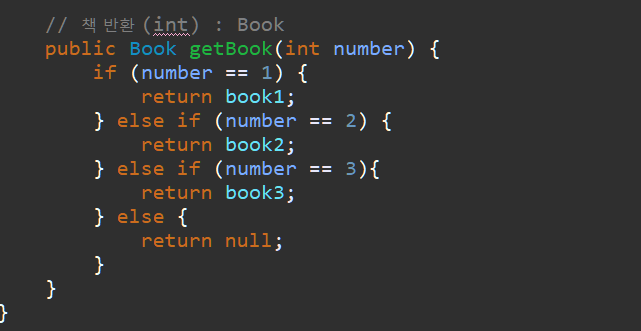 // 책 반환 (int) : Book
public Book getBook(int number) {
if (number == 1) {
return book1;
} else if (number == 2) {
return book2;
} else if (number == 3){
return book3;
} else {
return null;
}
}
}